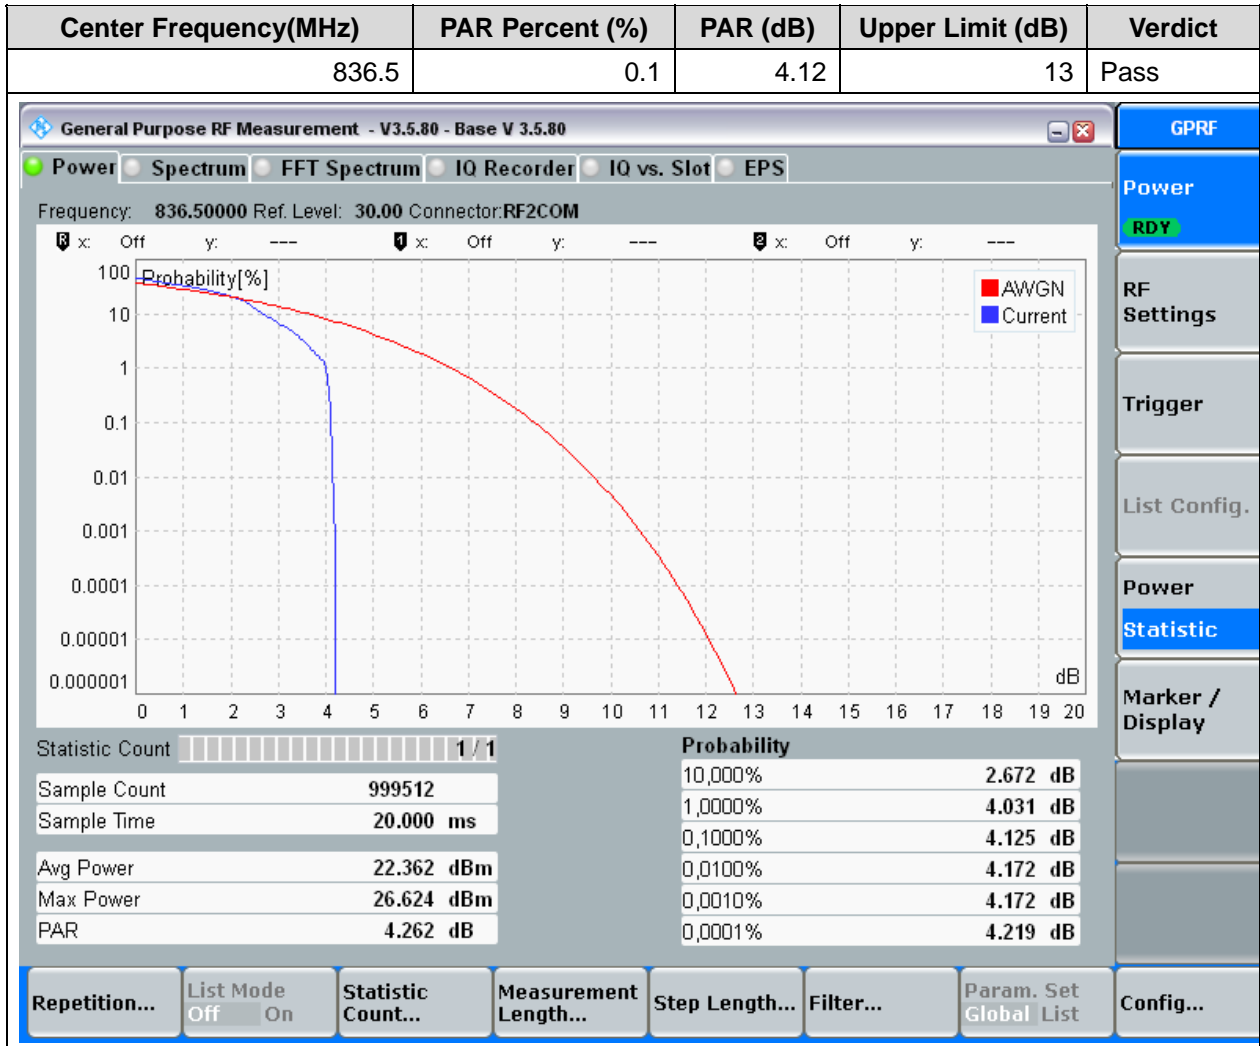 Center Frequency(MHz) PAR Percent (%) PAR (dB) Upper Limit (dB) Verdict
836.5 0.1 4.12 13 Pass
General Purpose RF Measurement - V3.5.80 - Base V 3.5.80
GPRF
Power Spectrum FFT Spectrum IQ Recorder IQ vs. Slot EPS
Frequency: 836.50000 Ref. Level: 30.00 Connector:RF2COM
R x: Off y: --- 1 x: Off y: --- 2 x: Off y: ---
Probability[%]
AWGN
Current
100
10
1
0.1
0.01
0.001
0.0001
0.00001
0.000001
dB
0 1 2 3 4 5 6 7 8 9 10 11 12 13 14 15 16 17 18 19 20
Statistic Count 1 / 1
Sample Count 999512
Sample Time 20.000 ms
Avg Power 22.362 dBm
Max Power 26.624 dBm
PAR 4.262 dB
Probability
10,000% 2.672 dB
1,0000% 4.031 dB
0,1000% 4.125 dB
0,0100% 4.172 dB
0,0010% 4.172 dB
0,0001% 4.219 dB
Power
RDY
RF
Settings
Trigger
List Config.
Power
Statistic
Marker /
Display
Repetition...
List Mode
Off On
Statistic
Count...
Measurement
Length...
Step Length...
Filter...
Param. Set
Global List
Config...